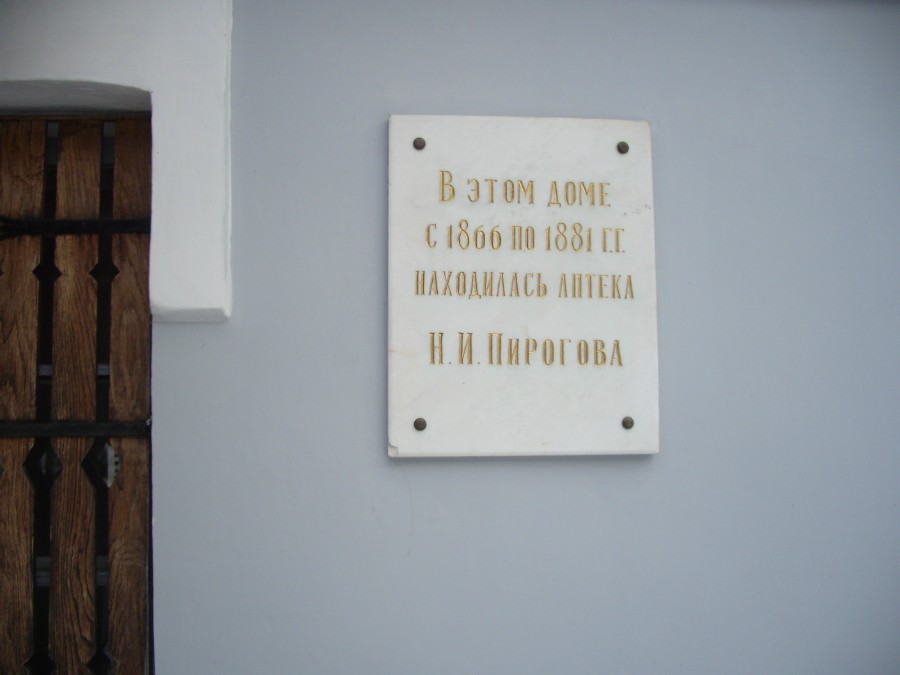 В ЭТОМ ДОМЕ
С 1866 ПО 1881 Г.Г.
НАХОДИЛАСЬ АПТЕКА
Н. И. ПИРОГОВА